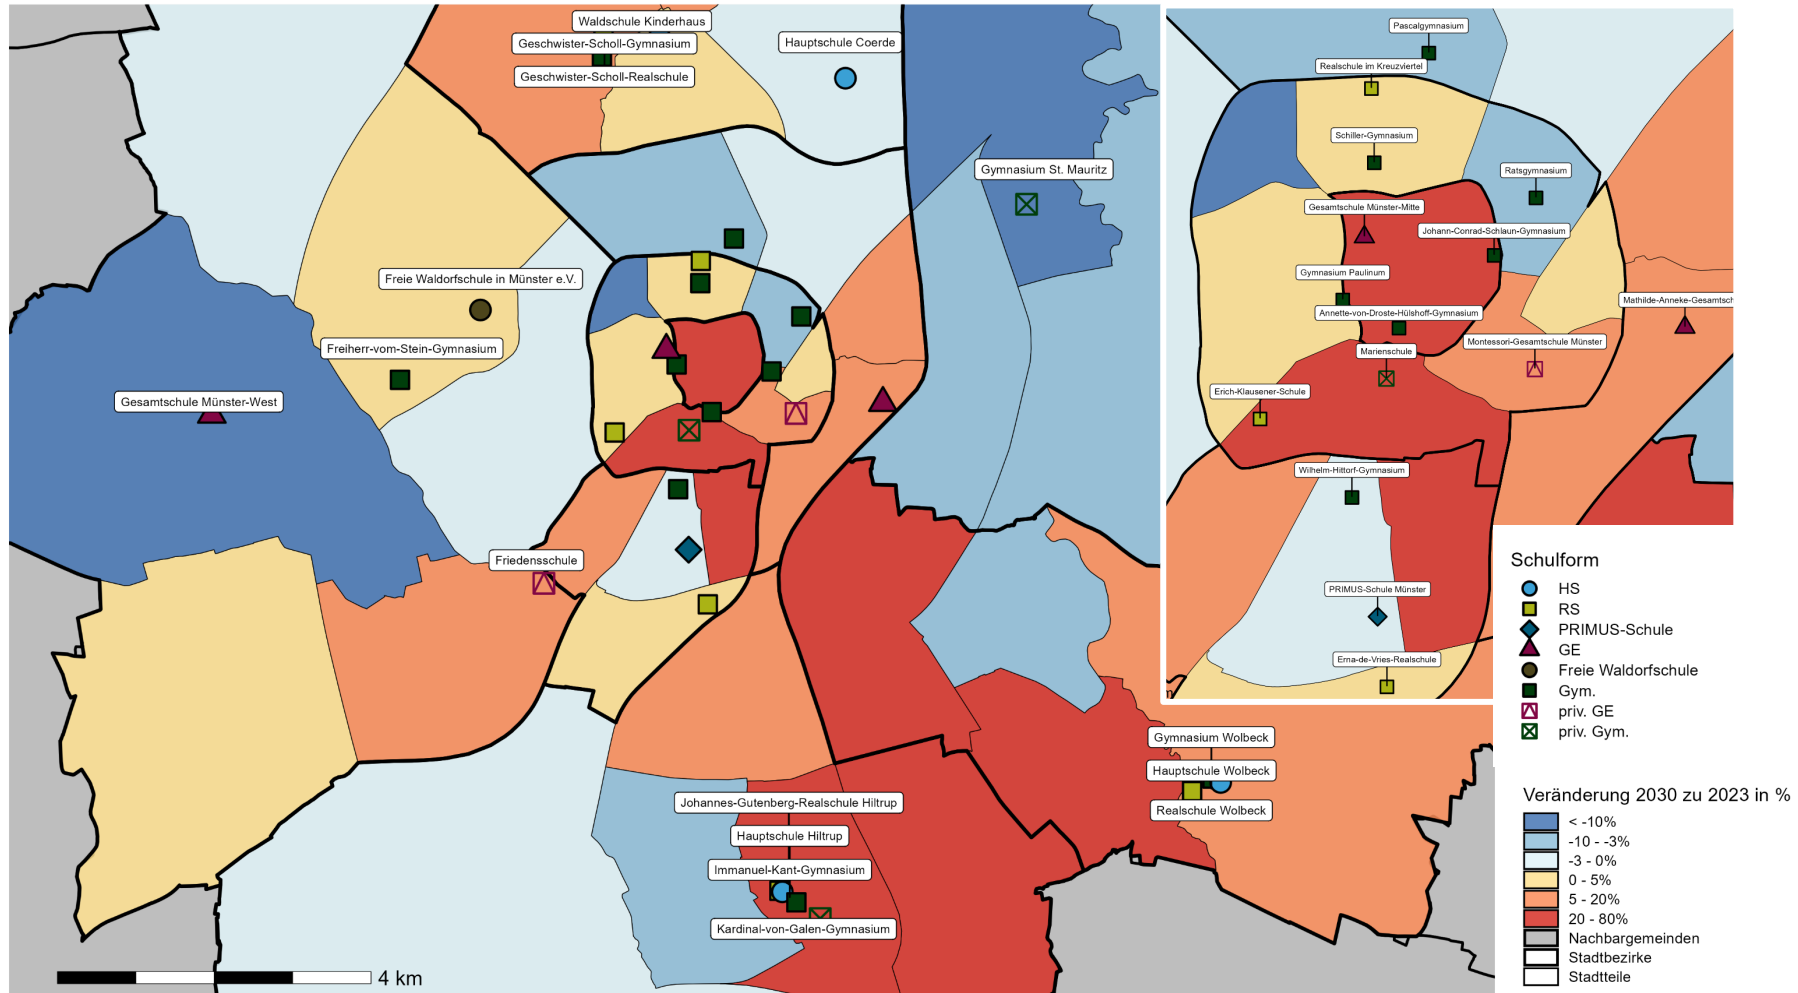 Waldschule Kinderhaus
Geschwister-Scholl-Gymnasium
Geschwister-Scholl-Realschule
Hauptschule Coerde
Gymnasium St. Mauritz
Freie Waldorfschule in Münster e.V.
Freiherr-vom-Stein-Gymnasium
Gesamtschule Münster-West
Friedensschule
Gymnasium Wolbeck
Hauptschule Wolbeck
Realschule Wolbeck
Johannes-Gutenberg-Realschule Hiltrup
Hauptschule Hiltrup
Immanuel-Kant-Gymnasium
Kardinal-von-Galen-Gymnasium
4 km
Pascalgymnasium
Realschule im Kreuzviertel
Schiller-Gymnasium
Ratsgymnasium
Gesamtschule Münster-Mitte
Johann-Conrad-Schlaun-Gymnasium
Gymnasium Paulinum
Mathilde-Anneke-Gesamtsch
Annette-von-Droste-Hülshoff-Gymnasium
Montessori-Gesamtschule Münster
Marienschule
Erich-Klausener-Schule
Wilhelm-Hittorf-Gymnasium
PRIMUS-Schule Münster
Erna-de-Vries-Realschule
Schulform
HS
RS
PRIMUS-Schule
GE
Freie Waldorfschule
Gym.
priv. GE
priv. Gym.
Veränderung 2030 zu 2023 in %
< -10%
-10 - -3%
-3 - 0%
0 - 5%
5 - 20%
20 - 80%
Nachbargemeinden
Stadtbezirke
Stadtteile